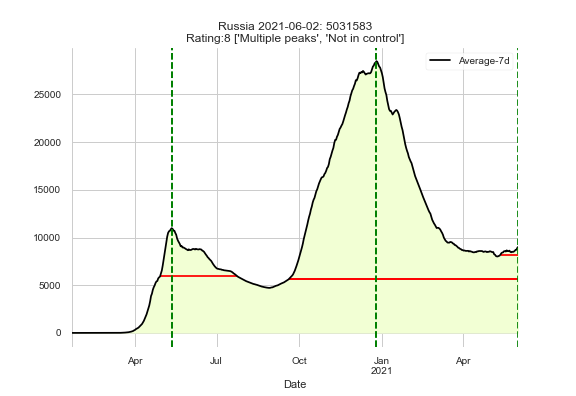 Russia 2021-06-02: 5031583
Rating:8 ['Multiple peaks', 'Not in control']
Average-7d
25000
20000
15000
10000
5000
0
Apr
Jul
Oct
Jan
2021
Apr
Date